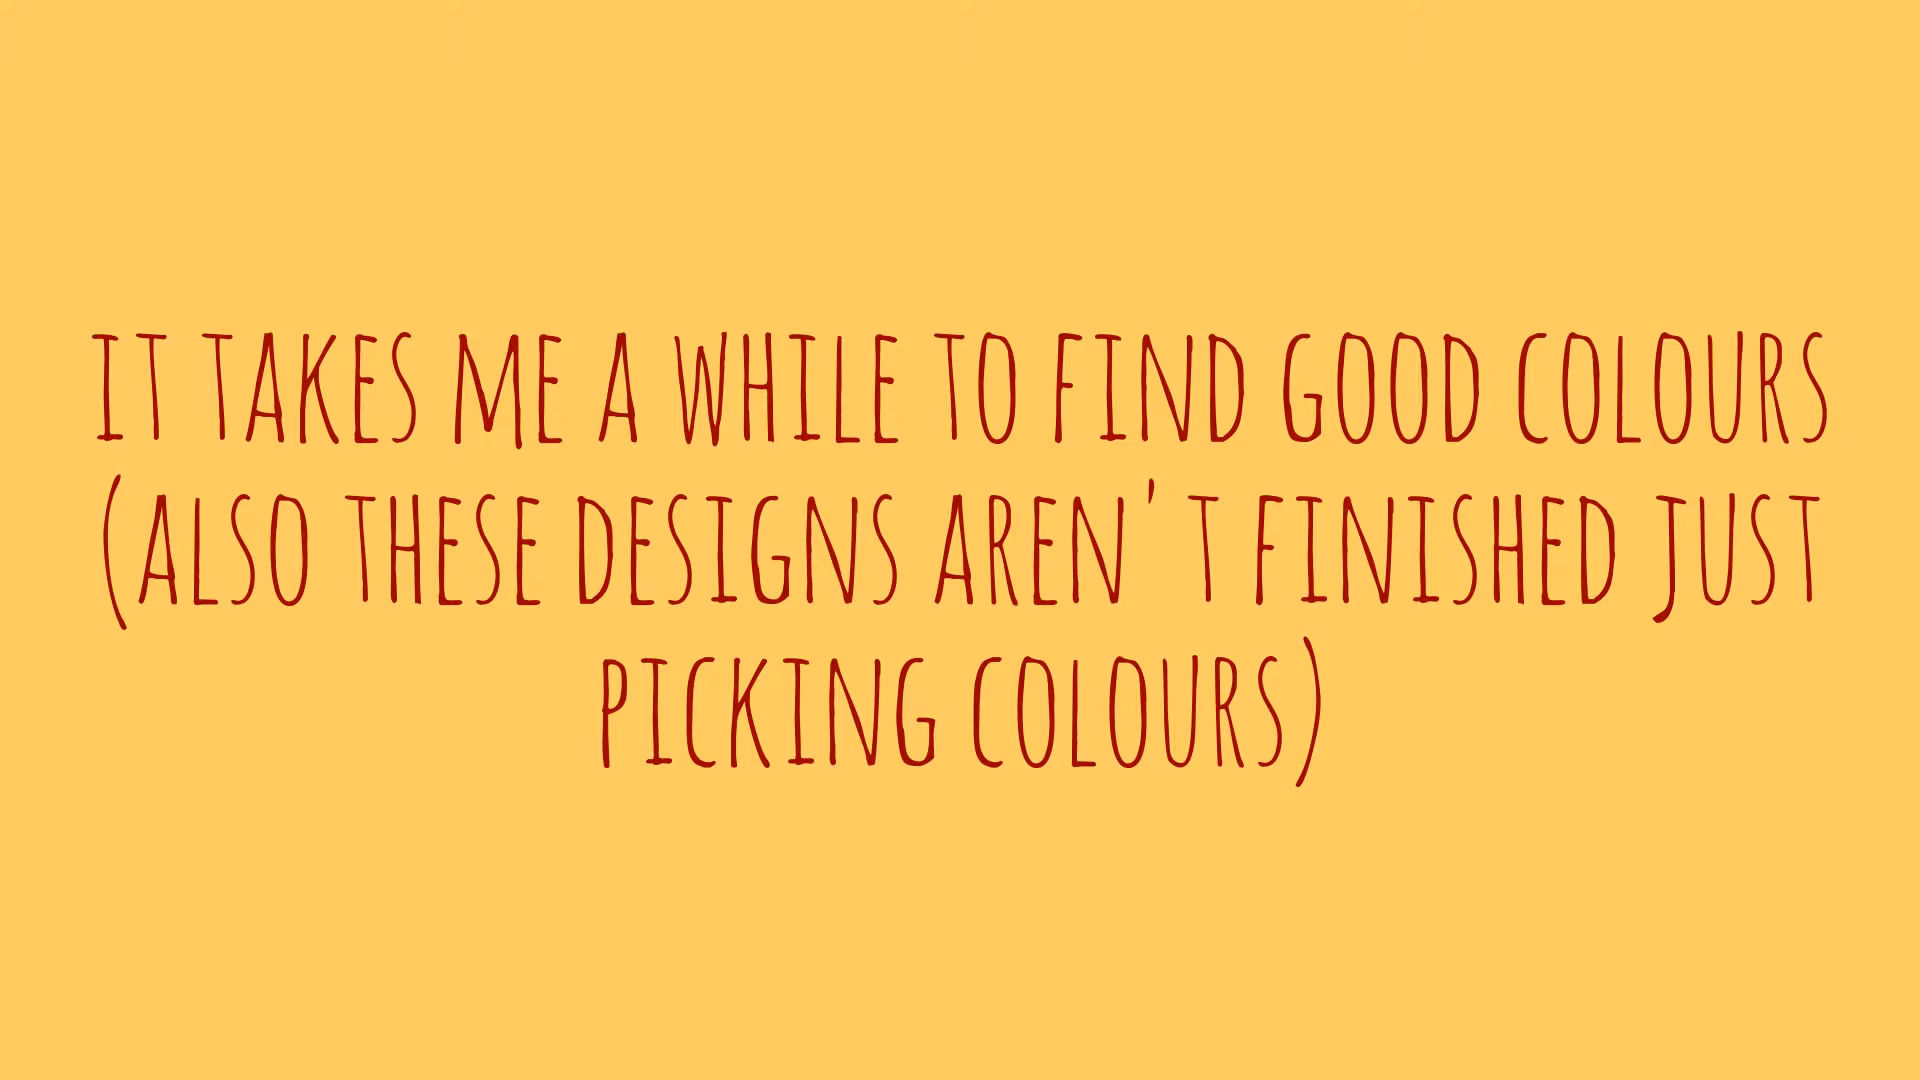 IT TAKES ME A WHILE TO FIND GOOD COLOURS
(ALSO THESE DESIGNS AREN'T FINISHED JUST
PICKING COLOURS)